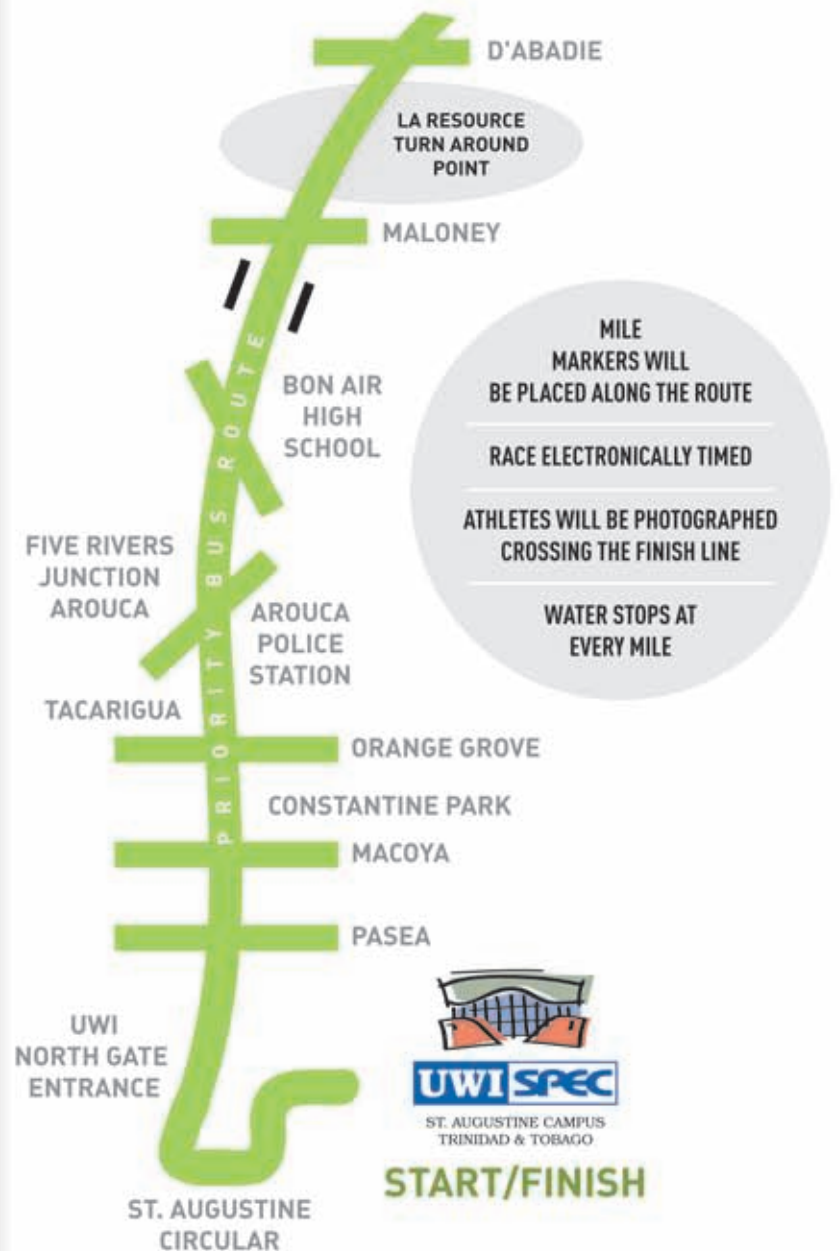 D'ABADIE
LA RESOURCE
TURN AROUND
POINT
MALONEY
MILE
MARKERS WILL
BE PLACED ALONG THE ROUTE
RACE ELECTRONICALLY TIMED
ATHLETES WILL BE PHOTOGRAPHED
CROSSING THE FINISH LINE
WATER STOPS AT
EVERY MILE
BON AIR
HIGH
SCHOOL
PRIORITY BUS ROUTE
FIVE RIVERS
JUNCTION
AROUCA
AROUCA
POLICE
STATION
TACARIGUA
ORANGE GROVE
CONSTANTINE PARK
MACOYA
PASEA
UWI
NORTH GATE
ENTRANCE
UWI SPEC
ST. AUGUSTINE CAMPUS
TRINIDAD & TOBAGO
START/FINISH
ST. AUGUSTINE
CIRCULAR